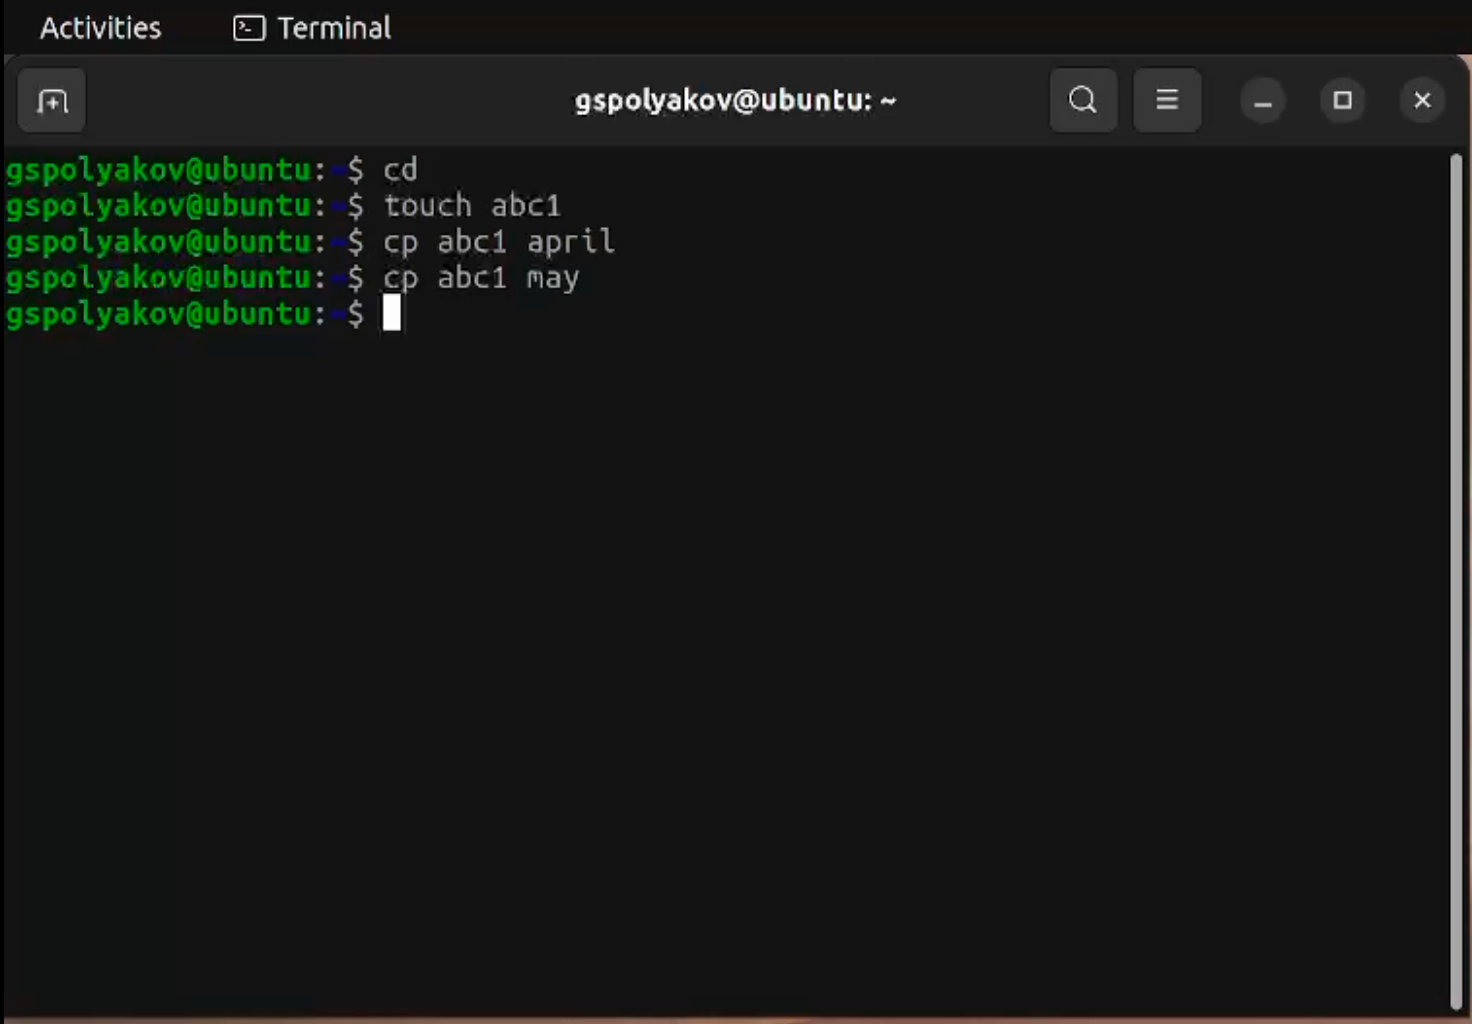 Activities Terminal
gspolyakov@ubuntu: ~
gspolyakov@ubuntu:~$ cd
gspolyakov@ubuntu:~$ touch abc1
gspolyakov@ubuntu:~$ cp abc1 april
gspolyakov@ubuntu:~$ cp abc1 may
gspolyakov@ubuntu:~$